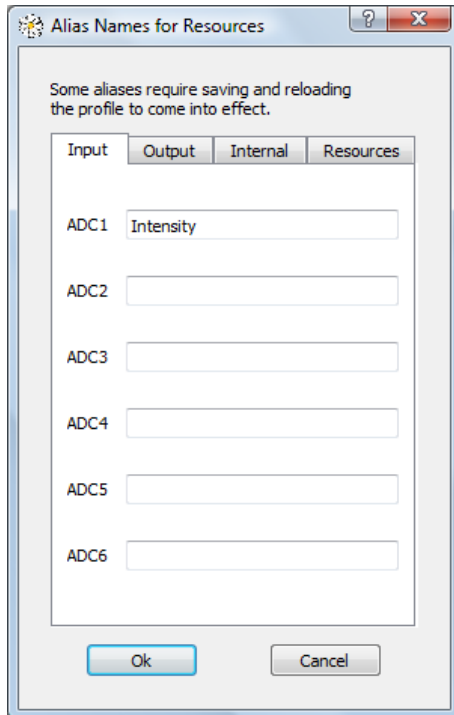 Alias Names for Resources
?
X
Some aliases require saving and reloading
the profile to come into effect.
Input Output Internal Resources
ADC1 Intensity
ADC2
ADC3
ADC4
ADC5
ADC6
Ok Cancel